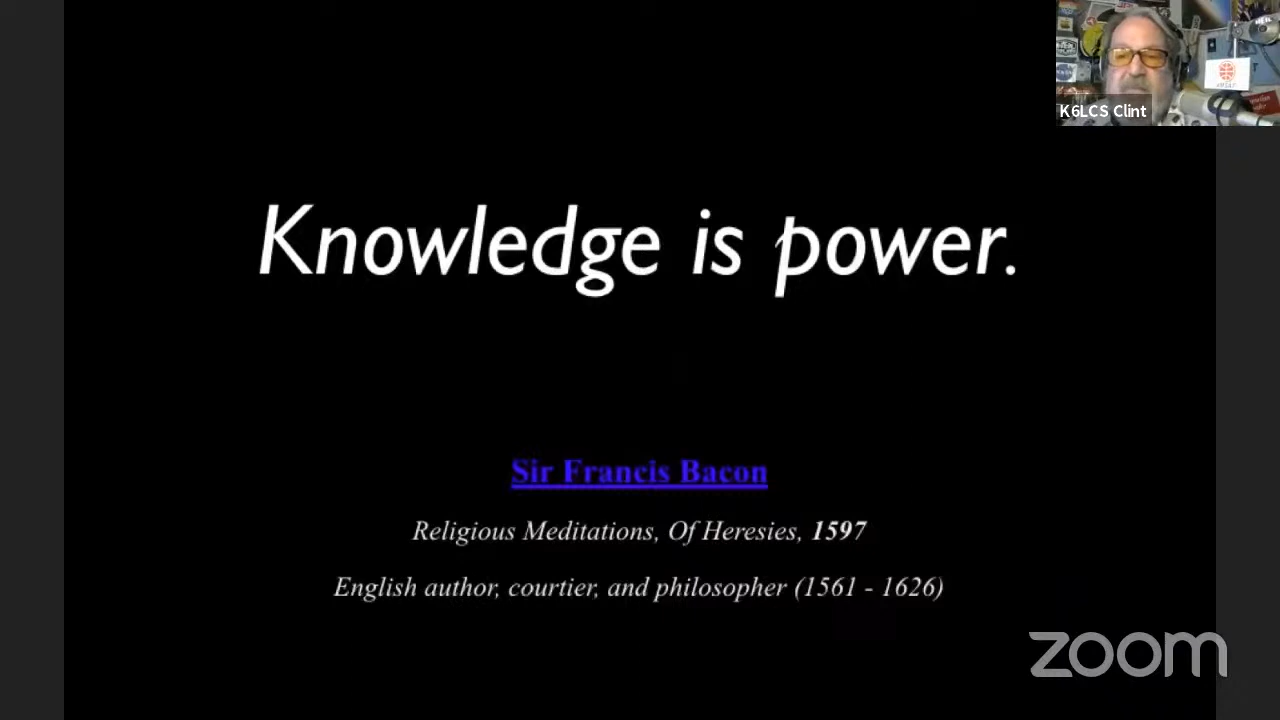 K6LCS Clint
Knowledge is power.
Sir Francis Bacon
Religious Meditations, Of Heresies, 1597
English author, courtier, and philosopher (1561 - 1626)
zoom